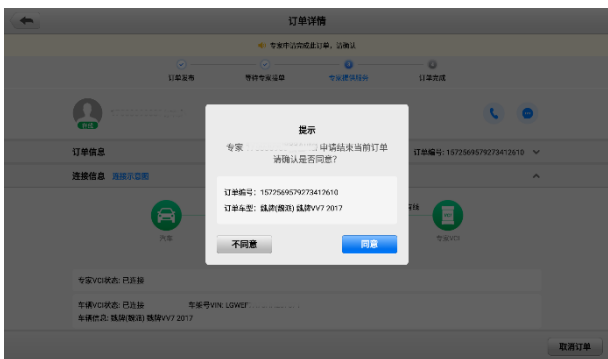 订单详情
专家申请完成此订单，请确认
订单发布
等待专家接单
专家提供服务
订单完成
在线
订单信息
订单编号: 1572569579273412610
连接信息 连接示意图
汽车
专家VCI
提示
专家 申请结束当前订单
请确认是否同意?
订单编号: 1572569579273412610
订单车型: 魏牌(魏派) 魏牌VV7 2017
不同意
同意
专家VCI状态: 已连接
车辆VCI状态: 已连接
车架号VIN: LGWEF
车辆信息: 魏牌(魏派) 魏牌VV7 2017
取消订单